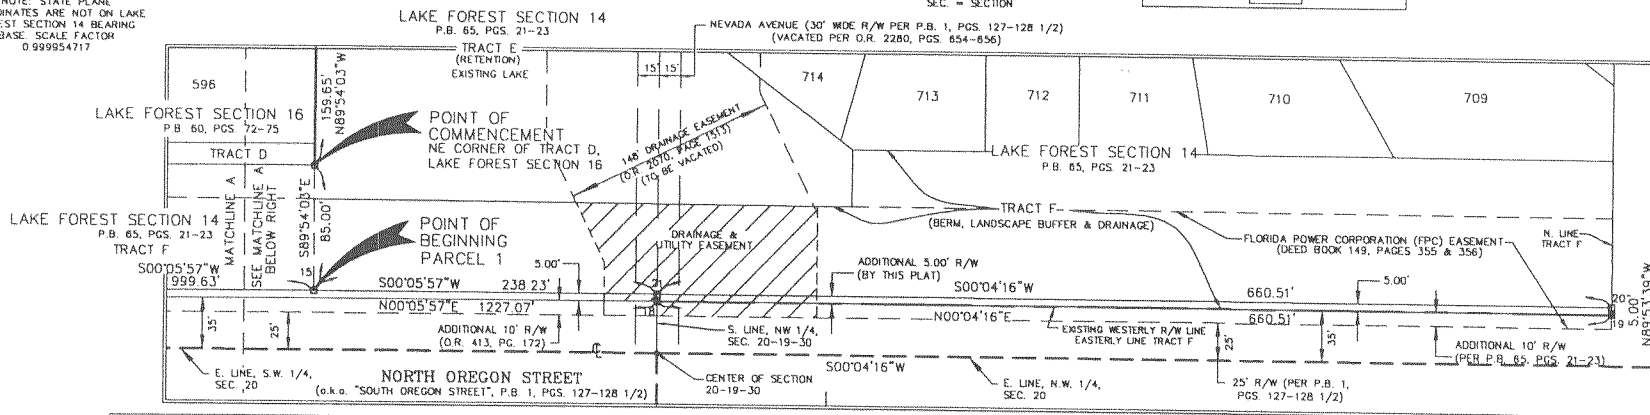 NOTE: STATE PLANE
DINATES ARE NOT ON LAKE
EST SECTION 14 BEARING
BASE. SCALE FACTOR
0.999954717
SEC. = SECTION
LAKE FOREST SECTION 14
P.B. 65, PGS. 21-23
NEVADA AVENUE (30' WIDE R/W PER P.B. 1, PGS. 127-128 1/2)
(VACATED PER O.R. 2280, PGS. 654-656)
TRACT E
(RETENTION)
EXISTING LAKE
15' 15'
596
159.65'
N89°54'03"W
714
713
712
711
710
709
LAKE FOREST SECTION 16
P.B. 60, PGS. 72-75
TRACT D
POINT OF
COMMENCEMENT
NE CORNER OF TRACT D,
LAKE FOREST SECTION 16
148' DRAINAGE EASEMENT
(O.R. 2070, PAGE 1513)
(TO BE VACATED)
LAKE FOREST SECTION 14
P.B. 65, PGS. 21-23
MATCHLINE A
SEE MATCHLINE A
BELOW RIGHT
S89°54'03"E
85.00'
LAKE FOREST SECTION 14
P.B. 65, PGS. 21-23
TRACT F
POINT OF
BEGINNING
PARCEL 1
DRAINAGE &
UTILITY EASEMENT
TRACT F
(BERM, LANDSCAPE BUFFER & DRAINAGE)
FLORIDA POWER CORPORATION (FPC) EASEMENT
(DEED BOOK 149, PAGES 355 & 356)
N. LINE
TRACT F
S00°05'57"W
999.63'
15
S00°05'57"W 238.23'
5.00'
21
ADDITIONAL 5.00' R/W
(BY THIS PLAT)
S00°04'16"W
660.51'
5.00'
20
N00°05'57"E 1227.07'
18
N00°04'16"E
660.51'
19
5.00'
N89°53'39"W
35'
25'
ADDITIONAL 10' R/W
(O.R. 413, PG. 172)
S. LINE, NW 1/4,
SEC. 20-19-30
EXISTING WESTERLY R/W LINE
EASTERLY LINE TRACT F
25'
35'
ADDITIONAL 10' R/W
(PER P.B. 65, PGS. 21-23)
S00°04'16"W
E. LINE, S.W. 1/4,
SEC. 20
NORTH OREGON STREET
(a.k.a. "SOUTH OREGON STREET", P.B. 1, PGS. 127-128 1/2)
CENTER OF SECTION
20-19-30
E. LINE, N.W. 1/4,
SEC. 20
25' R/W (PER P.B. 1,
PGS. 127-128 1/2)